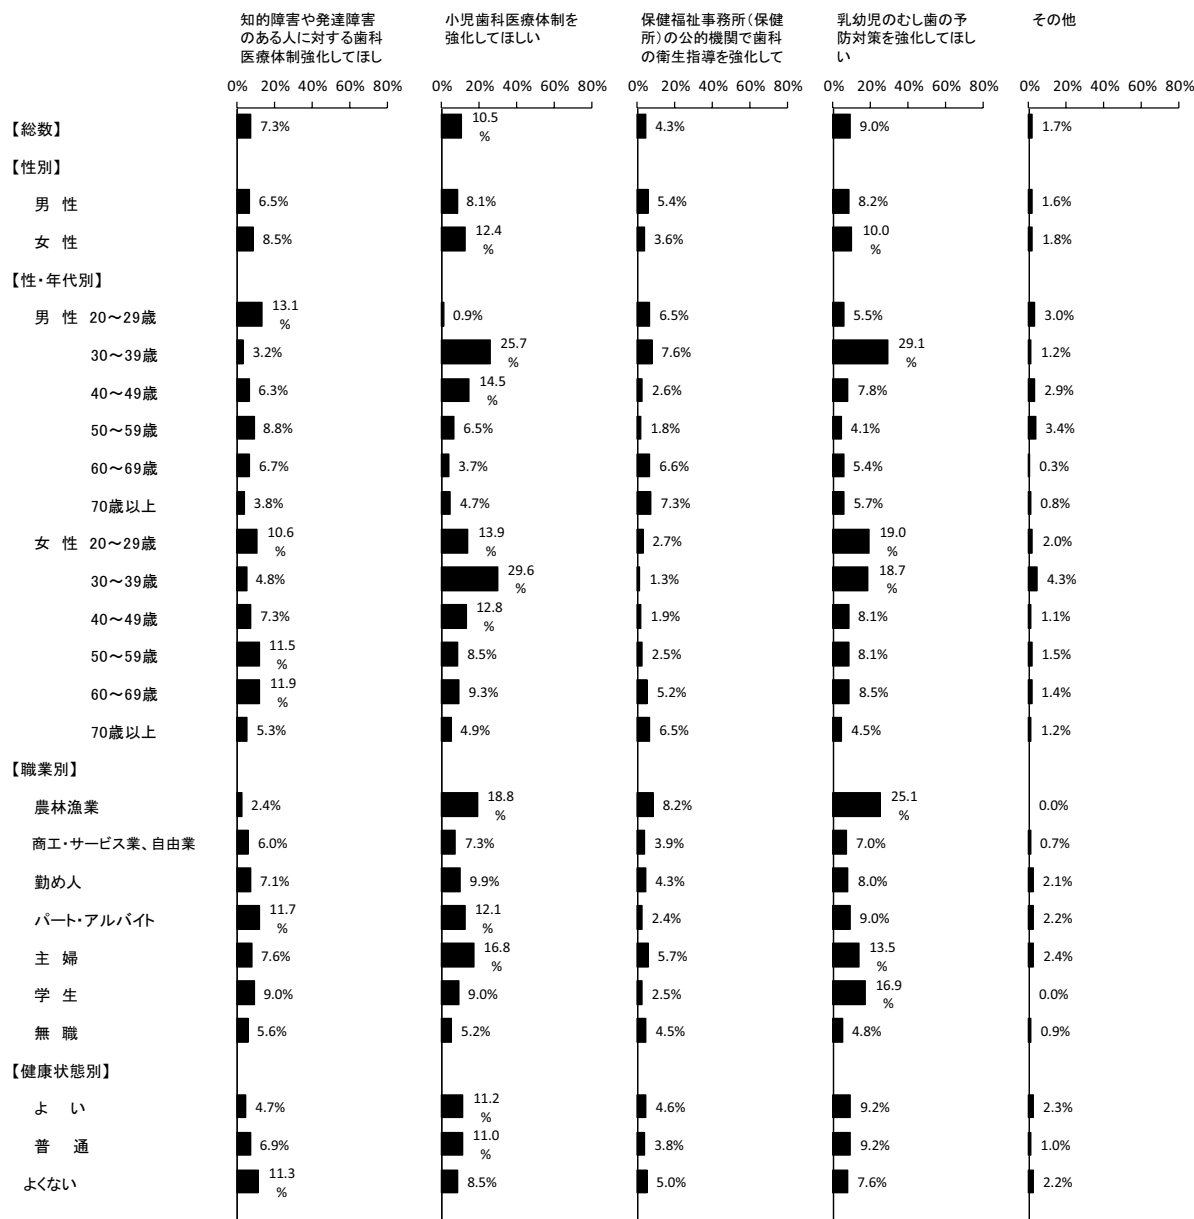 知的障害や発達障害
のある人に対する歯科
医療体制強化してほし
小児歯科医療体制を
強化してほしい
保健福祉事務所(保健
所)の公的機関で歯科
の衛生指導を強化して
乳幼児のむし歯の予
防対策を強化してほし
い
その他
0% 20% 40% 60% 80% 0% 20% 40% 60% 80% 0% 20% 40% 60% 80% 0% 20% 40% 60% 80% 0% 20% 40% 60% 80%
【総数】 7.3% 10.5% 4.3% 9.0% 1.7%
【性別】
男 性 6.5% 8.1% 5.4% 8.2% 1.6%
女 性 8.5% 12.4% 3.6% 10.0% 1.8%
【性・年代別】
男 性 20～29歳 13.1% 0.9% 6.5% 5.5% 3.0%
30～39歳 3.2% 25.7% 7.6% 29.1% 1.2%
40～49歳 6.3% 14.5% 2.6% 7.8% 2.9%
50～59歳 8.8% 6.5% 1.8% 4.1% 3.4%
60～69歳 6.7% 3.7% 6.6% 5.4% 0.3%
70歳以上 3.8% 4.7% 7.3% 5.7% 0.8%
女 性 20～29歳 10.6% 13.9% 2.7% 19.0% 2.0%
30～39歳 4.8% 29.6% 1.3% 18.7% 4.3%
40～49歳 7.3% 12.8% 1.9% 8.1% 1.1%
50～59歳 11.5% 8.5% 2.5% 8.1% 1.5%
60～69歳 11.9% 9.3% 5.2% 8.5% 1.4%
70歳以上 5.3% 4.9% 6.5% 4.5% 1.2%
【職業別】
農林漁業 2.4% 18.8% 8.2% 25.1% 0.0%
商工・サービス業、自由業 6.0% 7.3% 3.9% 7.0% 0.7%
勤め人 7.1% 9.9% 4.3% 8.0% 2.1%
パート・アルバイト 11.7% 12.1% 2.4% 9.0% 2.2%
主 婦 7.6% 16.8% 5.7% 13.5% 2.4%
学 生 9.0% 9.0% 2.5% 16.9% 0.0%
無 職 5.6% 5.2% 4.5% 4.8% 0.9%
【健康状態別】
よ い 4.7% 11.2% 4.6% 9.2% 2.3%
普 通 6.9% 11.0% 3.8% 9.2% 1.0%
よくない 11.3% 8.5% 5.0% 7.6% 2.2%